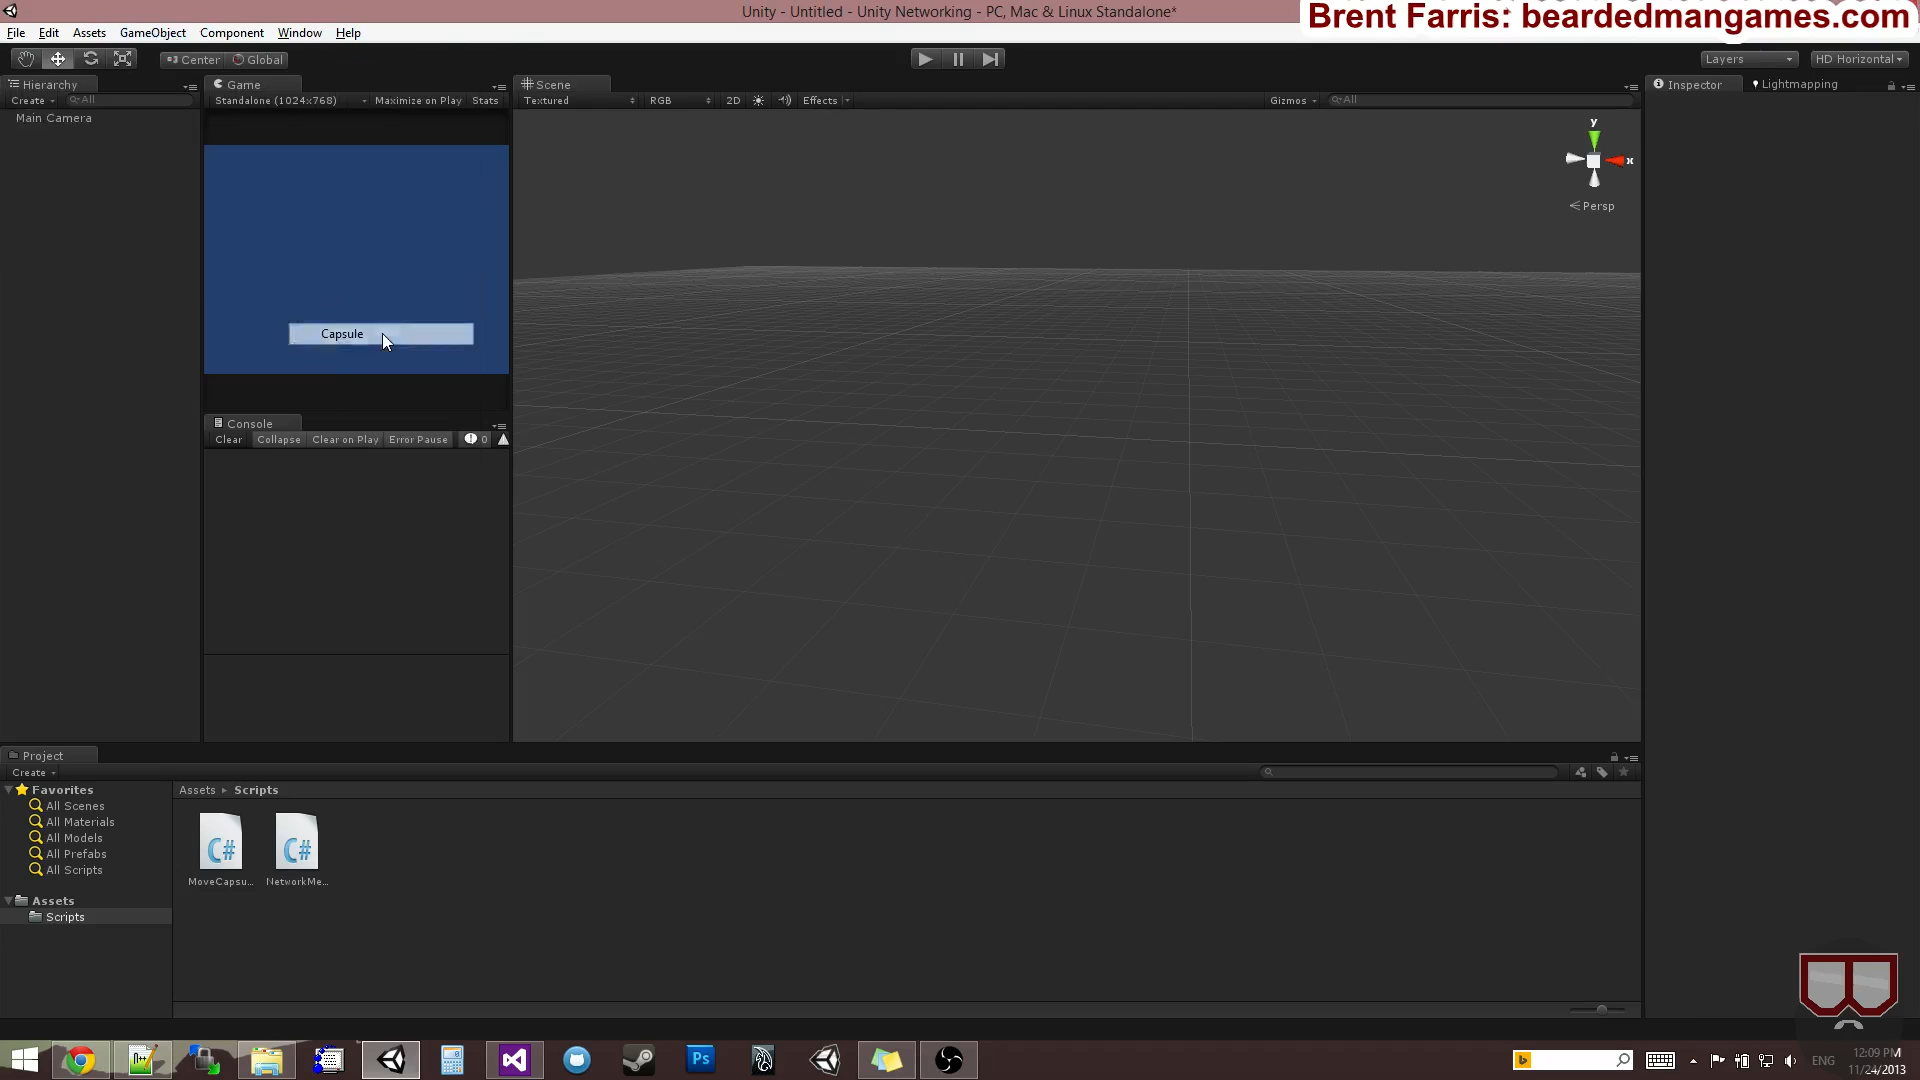 Unity - Untitled - Unity Networking - PC, Mac & Linux Standalone*
Brent Farris: beardedmangames.com
File Edit Assets GameObject Component Window Help
Center Global
Layers HD Horizontal
Hierarchy
Create All
Main Camera
Game
Standalone (1024x768) Maximize on Play Stats
Capsule
Scene
Textured RGB 2D Effects Gizmos All
y
x
Persp
Inspector Lightmapping
Console
Clear Collapse Clear on Play Error Pause 0
Project
Create
Favorites
All Scenes
All Materials
All Models
All Prefabs
All Scripts
Assets
Scripts
Assets Scripts
C# C#
MoveCapsu... NetworkMe...
Ps
ENG
12:09 PM
11/24/2013